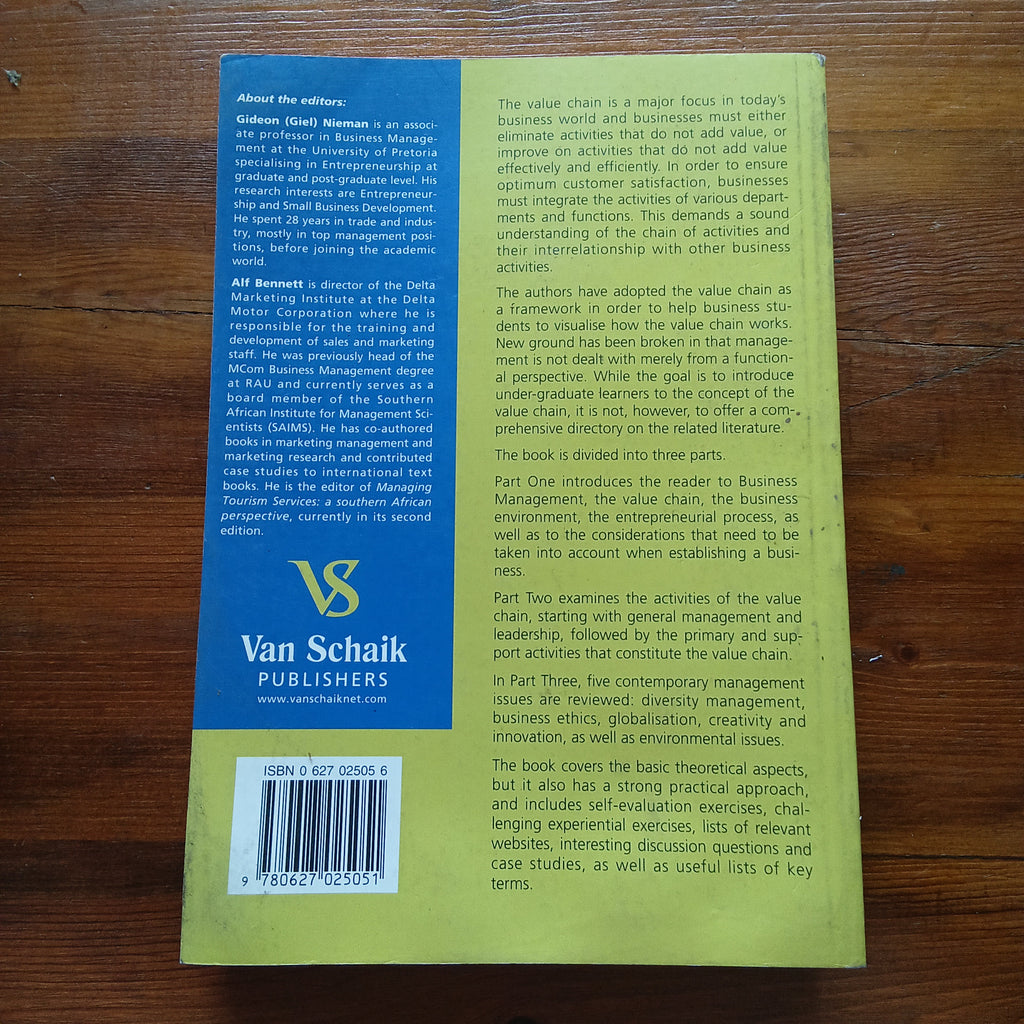 About the editors:
Gideon (Giel) Nieman is an associ-
ate professor in Business Manage-
ment at the University of Pretoria
specialising in Entrepreneurship at
graduate and post-graduate level. His
research interests are Entrepreneur-
ship and Small Business Development.
He spent 28 years in trade and indus-
try, mostly in top management posi-
tions, before joining the academic
world.
Alf Bennett is director of the Delta
Marketing Institute at the Delta
Motor Corporation where he is
responsible for the training and
development of sales and marketing
staff. He was previously head of the
MCom Business Management degree
at RAU and currently serves as a
board member of the Southern
African Institute for Management Sci-
entists (SAIMS). He has co-authored
books in marketing management and
marketing research and contributed
case studies to international text
books. He is the editor of Managing
Tourism Services: a southern African
perspective, currently in its second
edition.
VS
Van Schaik
PUBLISHERS
www.vanschaiknet.com
ISBN 0 627 02505 6
9 780627 025051
The value chain is a major focus in today's
business world and businesses must either
eliminate activities that do not add value, or
improve on activities that do not add value
effectively and efficiently. In order to ensure
optimum customer satisfaction, businesses
must integrate the activities of various depart-
ments and functions. This demands a sound
understanding of the chain of activities and
their interrelationship with other business
activities.
The authors have adopted the value chain as
a framework in order to help business stu-
dents to visualise how the value chain works.
New ground has been broken in that manage-
ment is not dealt with merely from a function-
al perspective. While the goal is to introduce
under-graduate learners to the concept of the
value chain, it is not, however, to offer a com-
prehensive directory on the related literature.
The book is divided into three parts.
Part One introduces the reader to Business
Management, the value chain, the business
environment, the entrepreneurial process, as
well as to the considerations that need to be
taken into account when establishing a busi-
ness.
Part Two examines the activities of the value
chain, starting with general management and
leadership, followed by the primary and sup-
port activities that constitute the value chain.
In Part Three, five contemporary management
issues are reviewed: diversity management,
business ethics, globalisation, creativity and
innovation, as well as environmental issues.
The book covers the basic theoretical aspects,
but it also has a strong practical approach,
and includes self-evaluation exercises, chal-
lenging experiential exercises, lists of relevant
websites, interesting discussion questions and
case studies, as well as useful lists of key
terms.